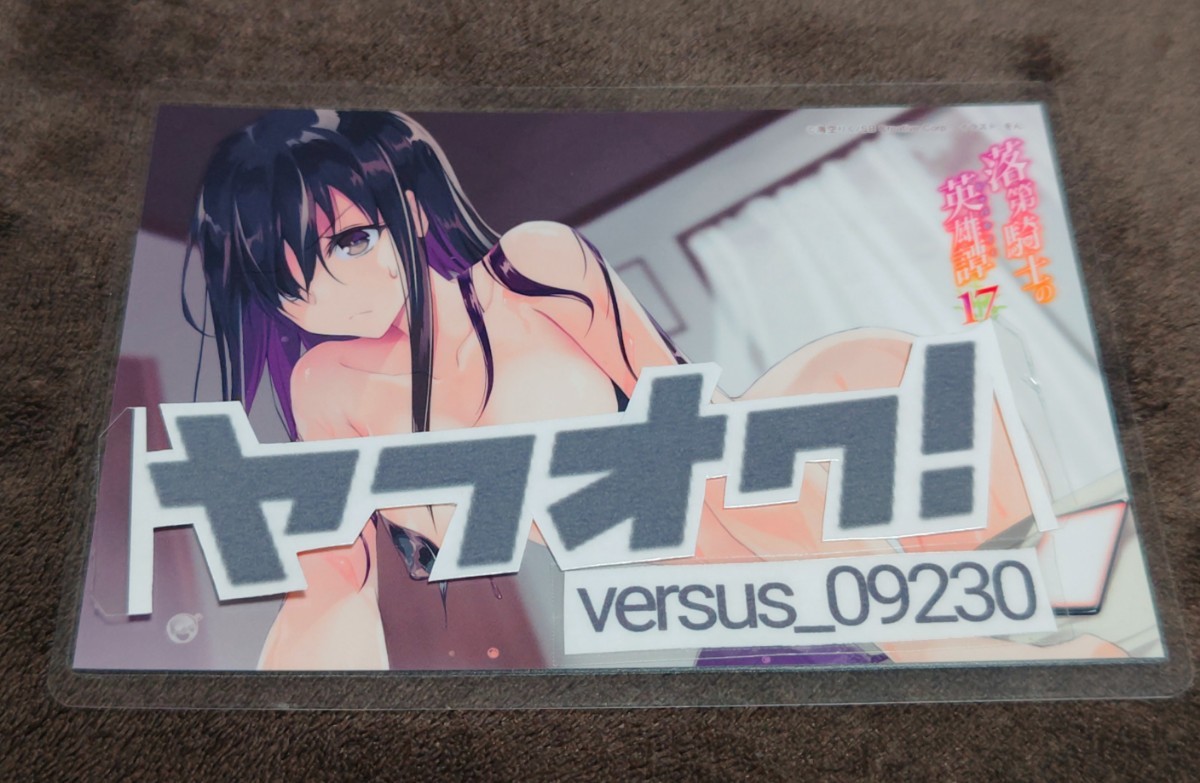 落第騎士の
英雄譚
17
ヤフオク!
versus_09230